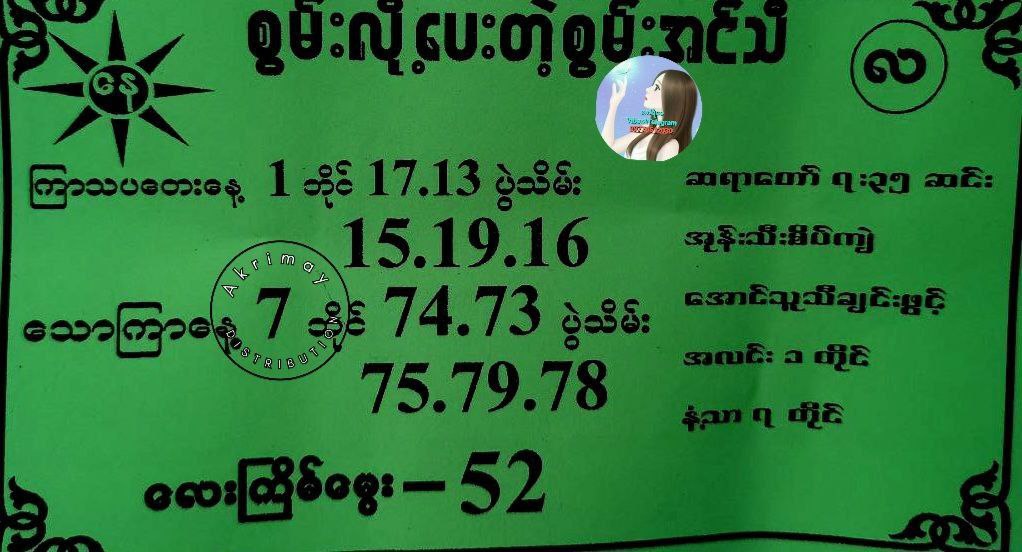 စွမ်းလို့ပေးတဲ့စွမ်းအင်သီ
နေ
လ
ကြာသပတေးနေ့ 1 ဘိုင် 17.13 ပွဲသိမ်း
15.19.16
သောကြာနေ့ 7 ဘိုင် 74.73 ပွဲသိမ်း
75.79.78
လေးကြိမ်မွေး – 52
ဆရာတော် ၇:၃၅ ဆင်း
အုန်းသီးစိပ်ကျဲ
အောင်သူသီချင်းဖွင့်
အလင်း ၁ တိုင်
နံ့သာ ၇ တိုင်
Akrimay
DISTRIBUTION